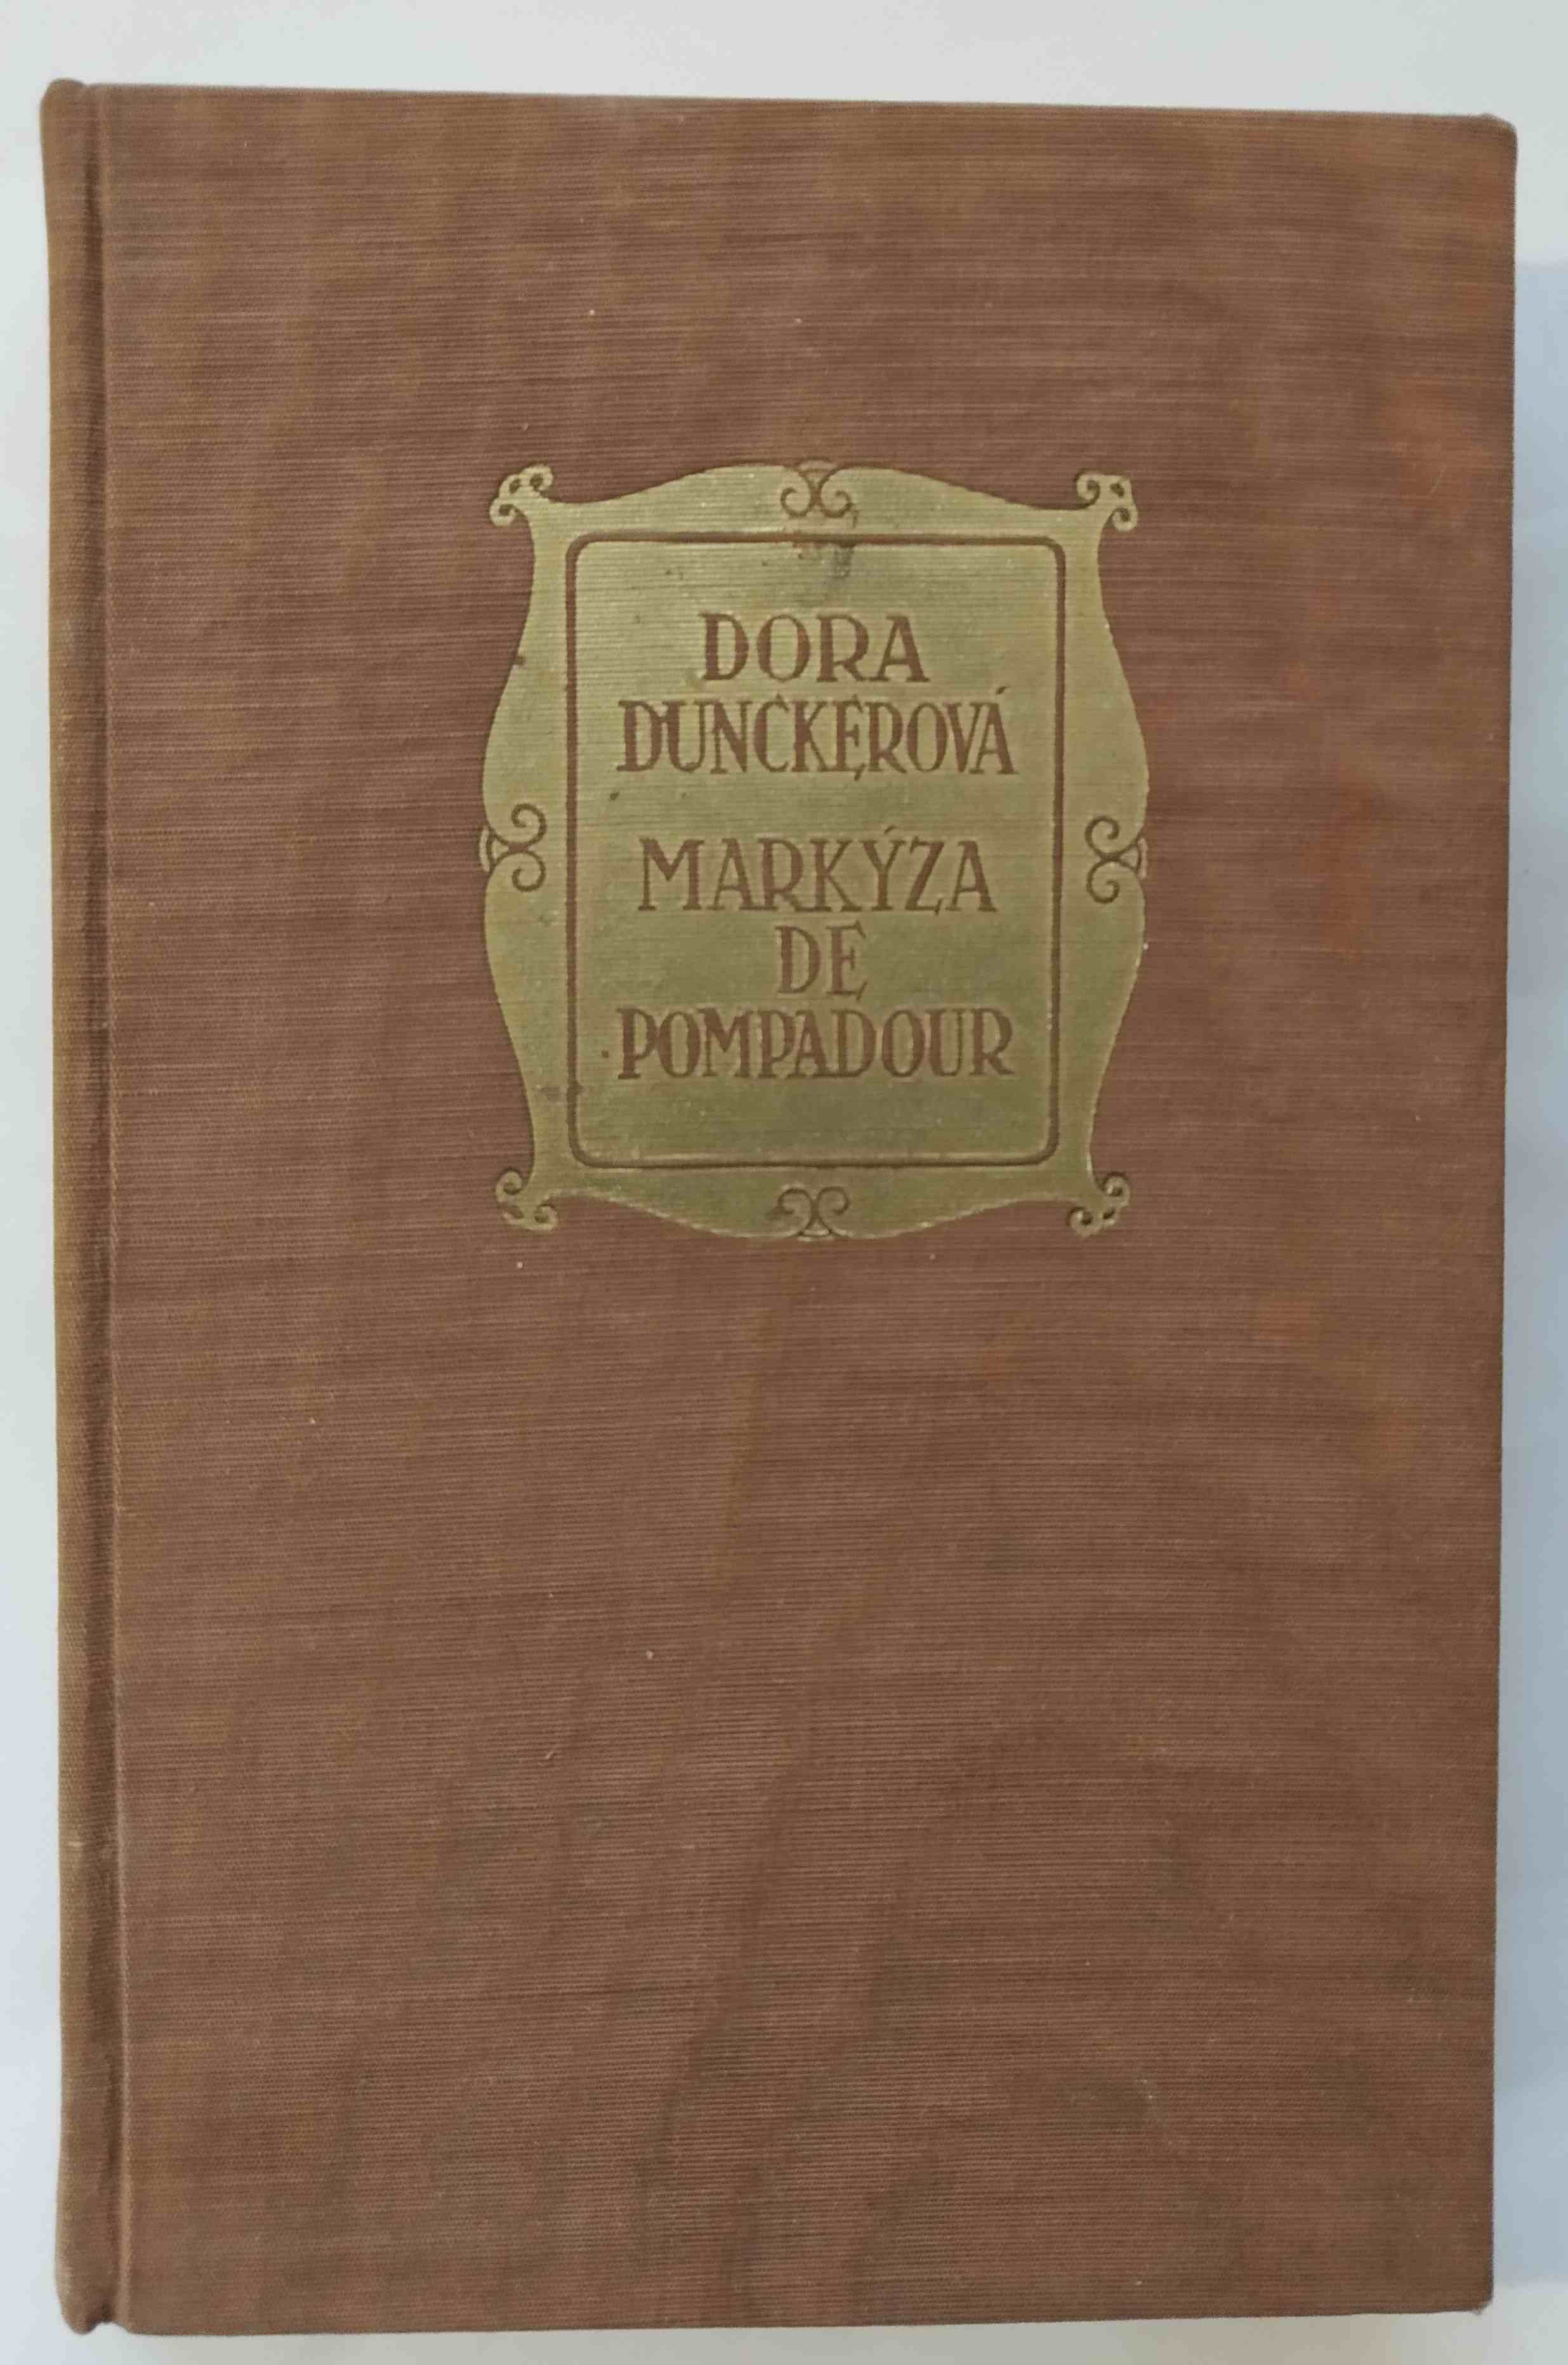 DORA
DUNCKEROVÁ
MARKÝZA
DE
POMPADOUR